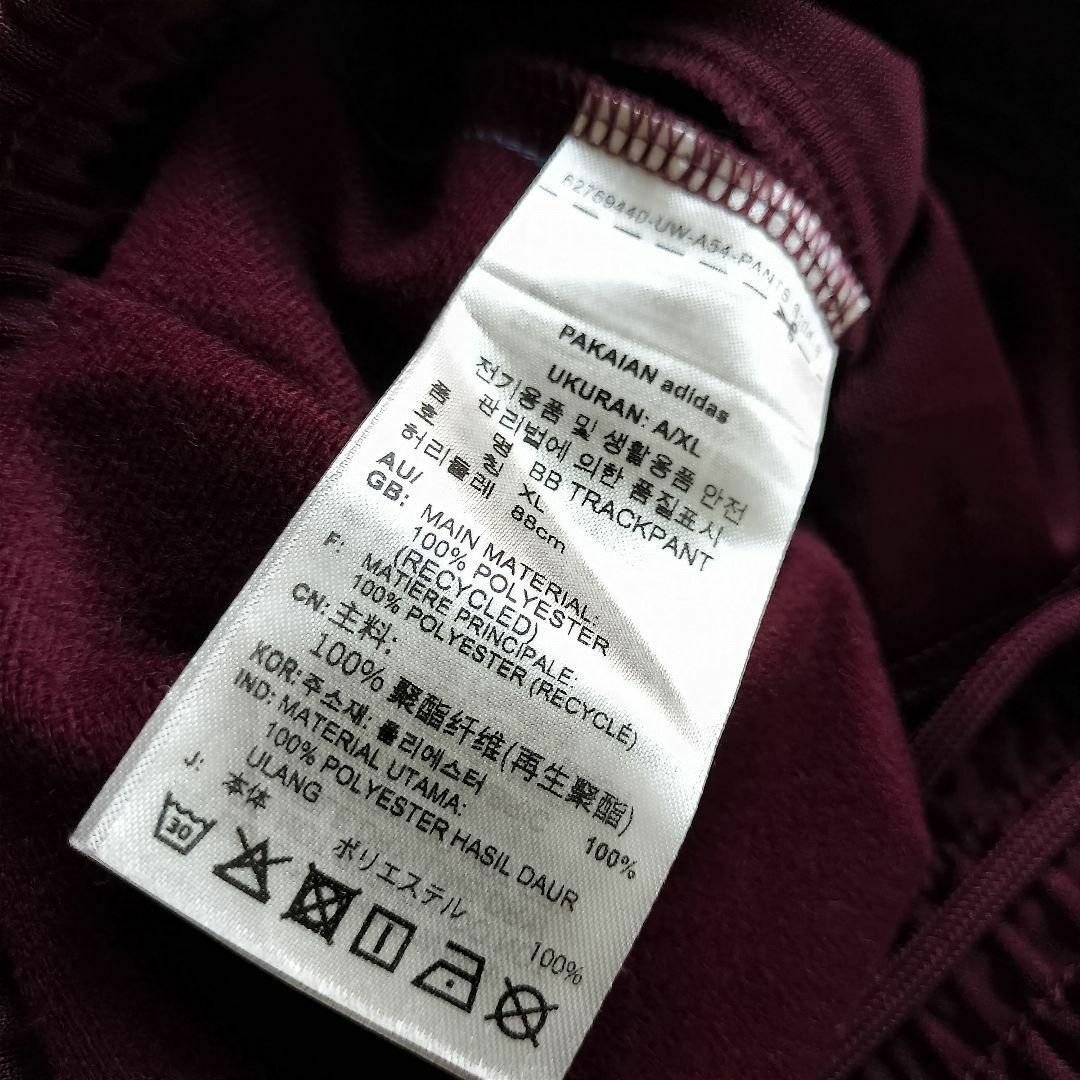 PAKAIAN adidas
UKURAN: A/XL
전기용품 및 생활용품 안전
관리법에 의한 품질표시
품 명 BB TRACKPANT
호 칭 XL
허리둘레 88cm
AU/
GB: MAIN MATERIAL:
100% POLYESTER
(RECYCLED)
F: MATIERE PRINCIPALE:
100% POLYESTER (RECYCLÉ)
CN: 主料:
100% 聚酯纤维(再生聚酯)
KOR: 주소재: 폴리에스터 100%
IND: MATERIAL UTAMA:
100% POLYESTER HASIL DAUR
ULANG
J: 本体
ポリエステル 100%
30